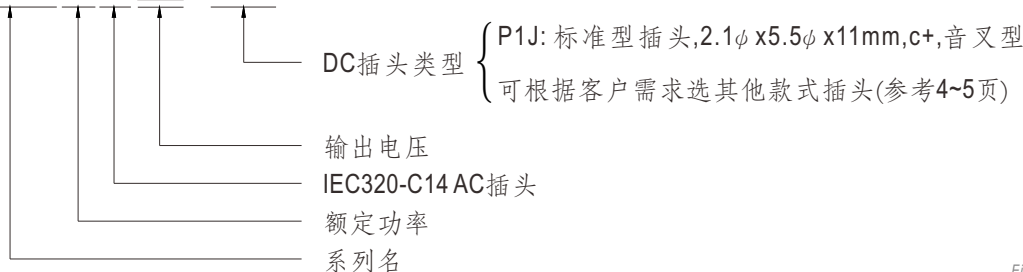 P1J: 标准型插头,2.1φ x5.5φ x11mm,c+,音叉型
DC插头类型
可根据客户需求选其他款式插头(参考4~5页)
输出电压
IEC320-C14 AC插头
额定功率
系列名